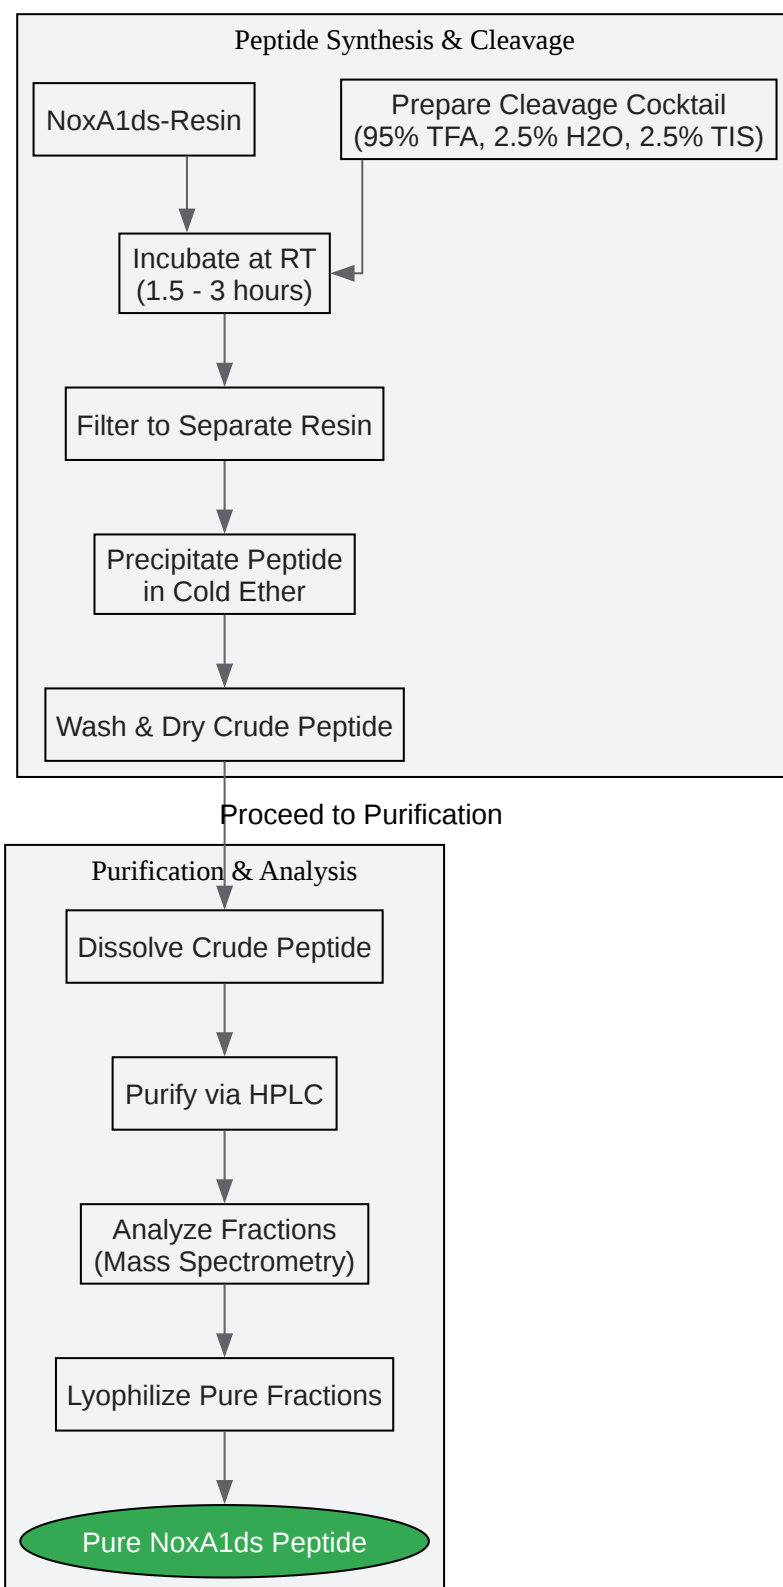 Peptide Synthesis & Cleavage
NoxA1ds-Resin
Prepare Cleavage Cocktail
(95% TFA, 2.5% H2O, 2.5% TIS)
Incubate at RT
(1.5 - 3 hours)
Filter to Separate Resin
Precipitate Peptide
in Cold Ether
Wash & Dry Crude Peptide
Proceed to Purification
Purification & Analysis
Dissolve Crude Peptide
Purify via HPLC
Analyze Fractions
(Mass Spectrometry)
Lyophilize Pure Fractions
Pure NoxA1ds Peptide